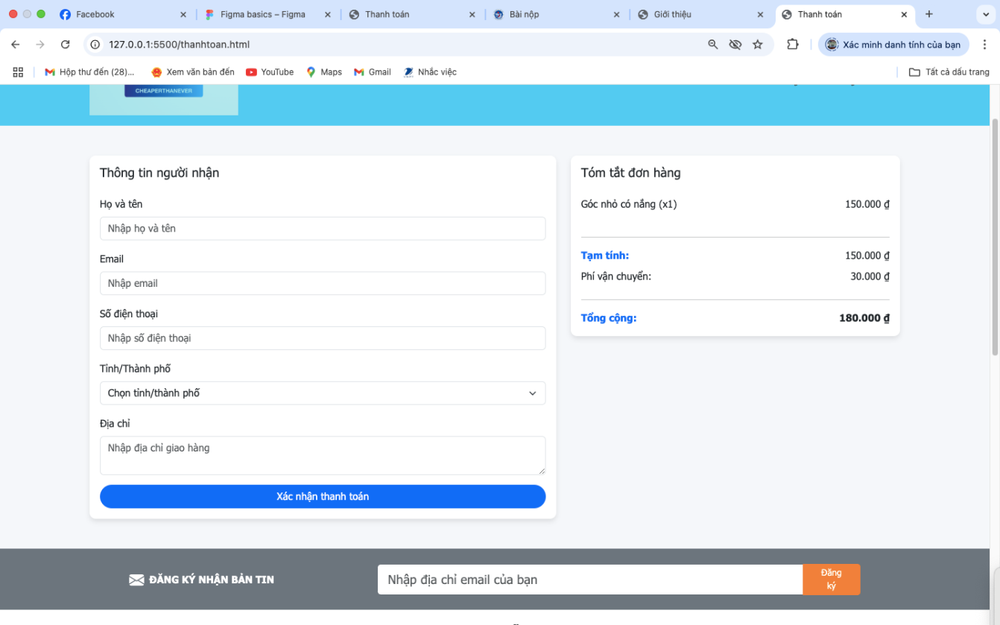 Facebook
Figma basics – Figma
Thanh toán
Bài nộp
Giới thiệu
Thanh toán
127.0.0.1:5500/thanhtoan.html
Xác minh danh tính của bạn
Hộp thư đến (28)...
Xem văn bản đến
YouTube
Maps
Gmail
Nhắc việc
Tất cả dấu trang
CHEAPERTHANEVER
Thông tin người nhận
Họ và tên
Nhập họ và tên
Email
Nhập email
Số điện thoại
Nhập số điện thoại
Tỉnh/Thành phố
Chọn tỉnh/thành phố
Địa chỉ
Nhập địa chỉ giao hàng
Xác nhận thanh toán
Tóm tắt đơn hàng
Góc nhỏ có nắng (x1) 150.000 ₫
Tạm tính: 150.000 ₫
Phí vận chuyển: 30.000 ₫
Tổng cộng: 180.000 ₫
ĐĂNG KÝ NHẬN BẢN TIN
Nhập địa chỉ email của bạn
Đăng
ký